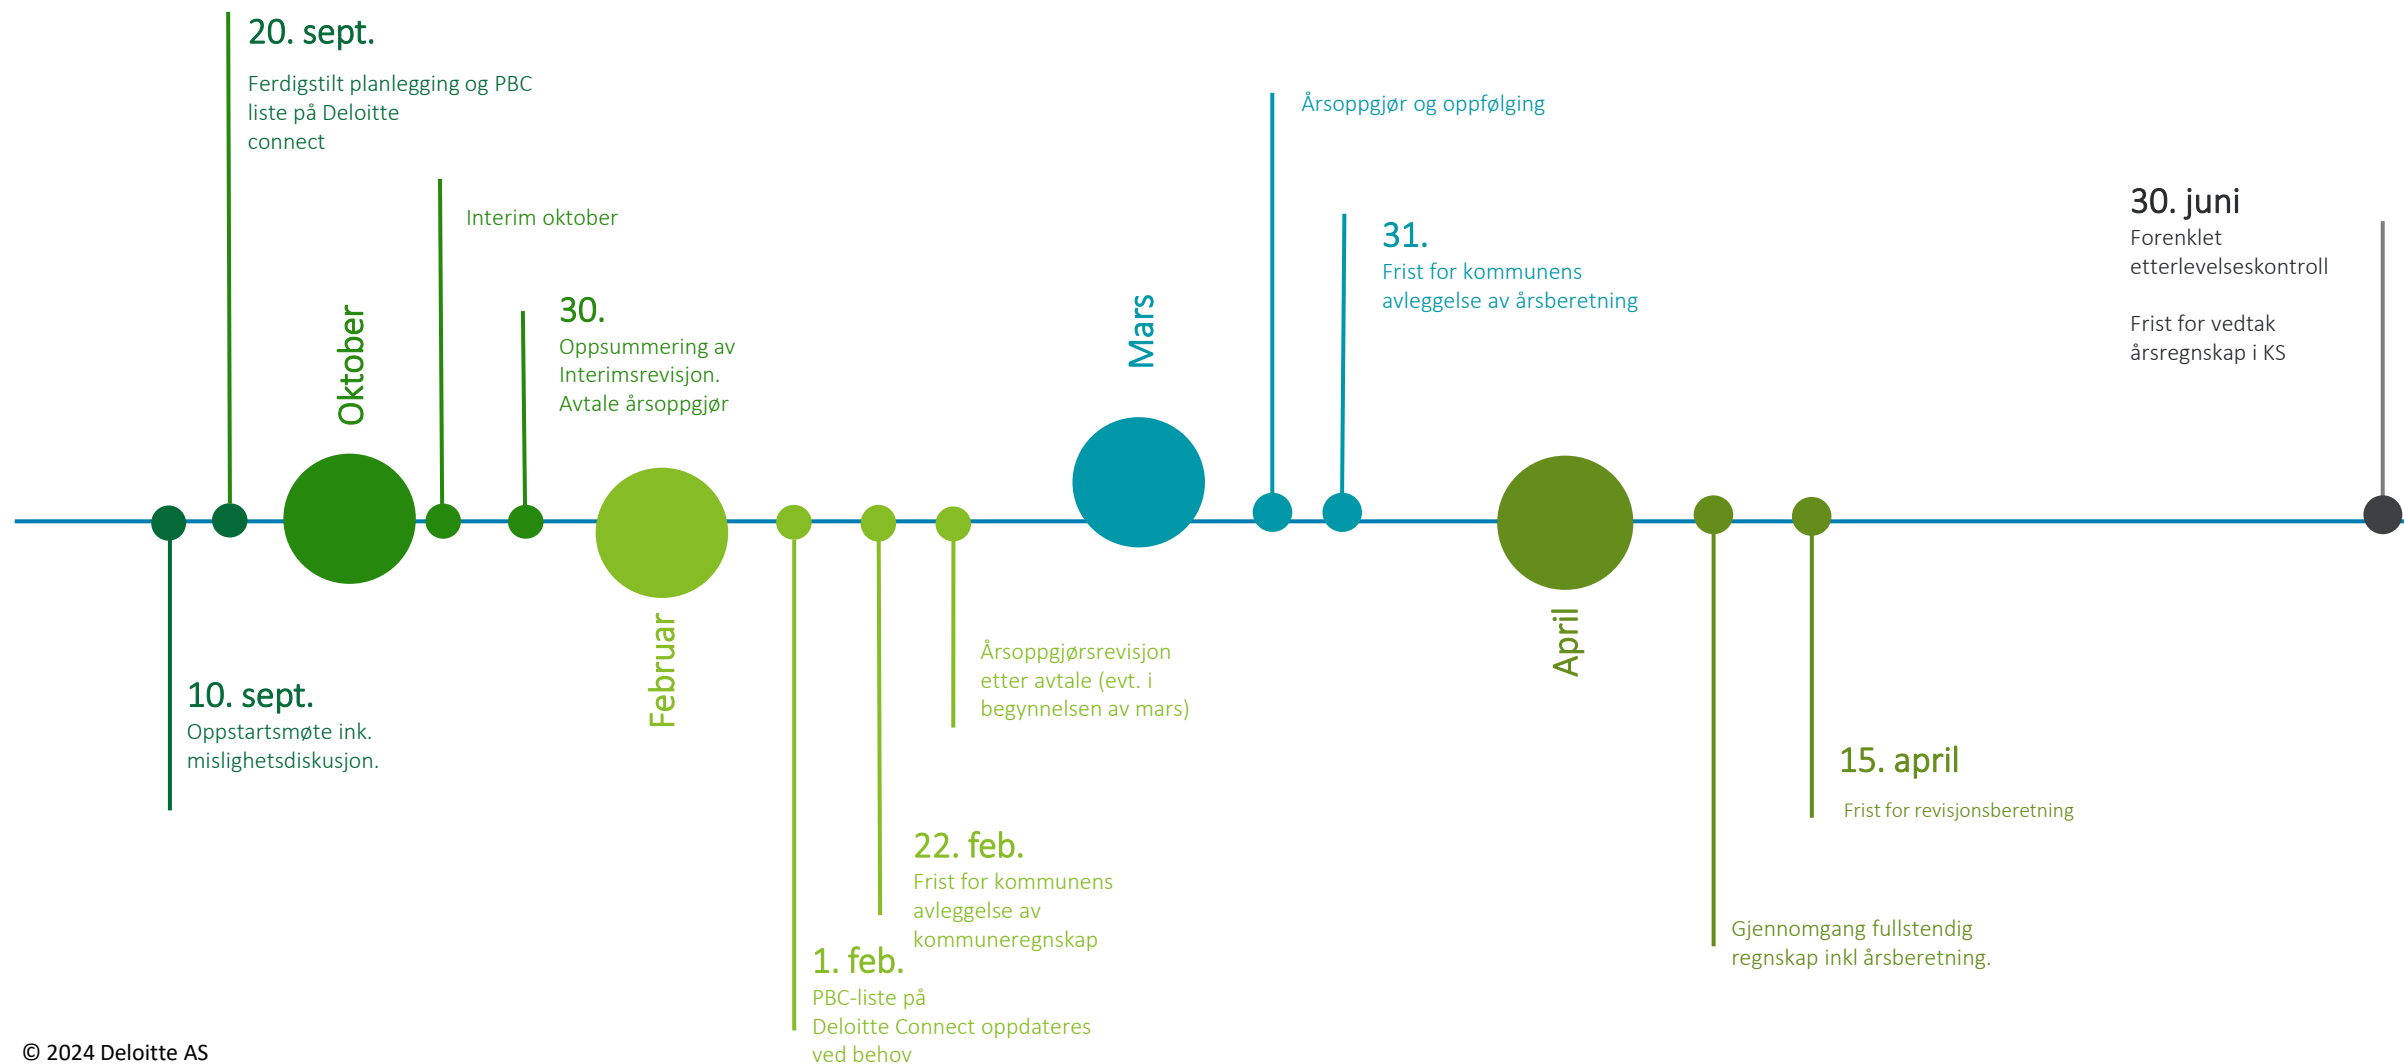 20. sept.
Ferdigstilt planlegging og PBC
liste på Deloitte
connect
Interim oktober
30.
Oppsummering av
Interimsrevisjon.
Avtale årsoppgjør
Oktober
10. sept.
Oppstartsmøte ink.
mislighetsdiskusjon.
Februar
1. feb.
PBC-liste på
Deloitte Connect oppdateres
ved behov
22. feb.
Frist for kommunens
avleggelse av
kommuneregnskap
Årsoppgjørsrevisjon
etter avtale (evt. i
begynnelsen av mars)
Mars
Årsoppgjør og oppfølging
31.
Frist for kommunens
avleggelse av årsberetning
April
Gjennomgang fullstendig
regnskap inkl årsberetning.
15. april
Frist for revisjonsberetning
30. juni
Forenklet
etterlevelseskontroll
Frist for vedtak
årsregnskap i KS
© 2024 Deloitte AS